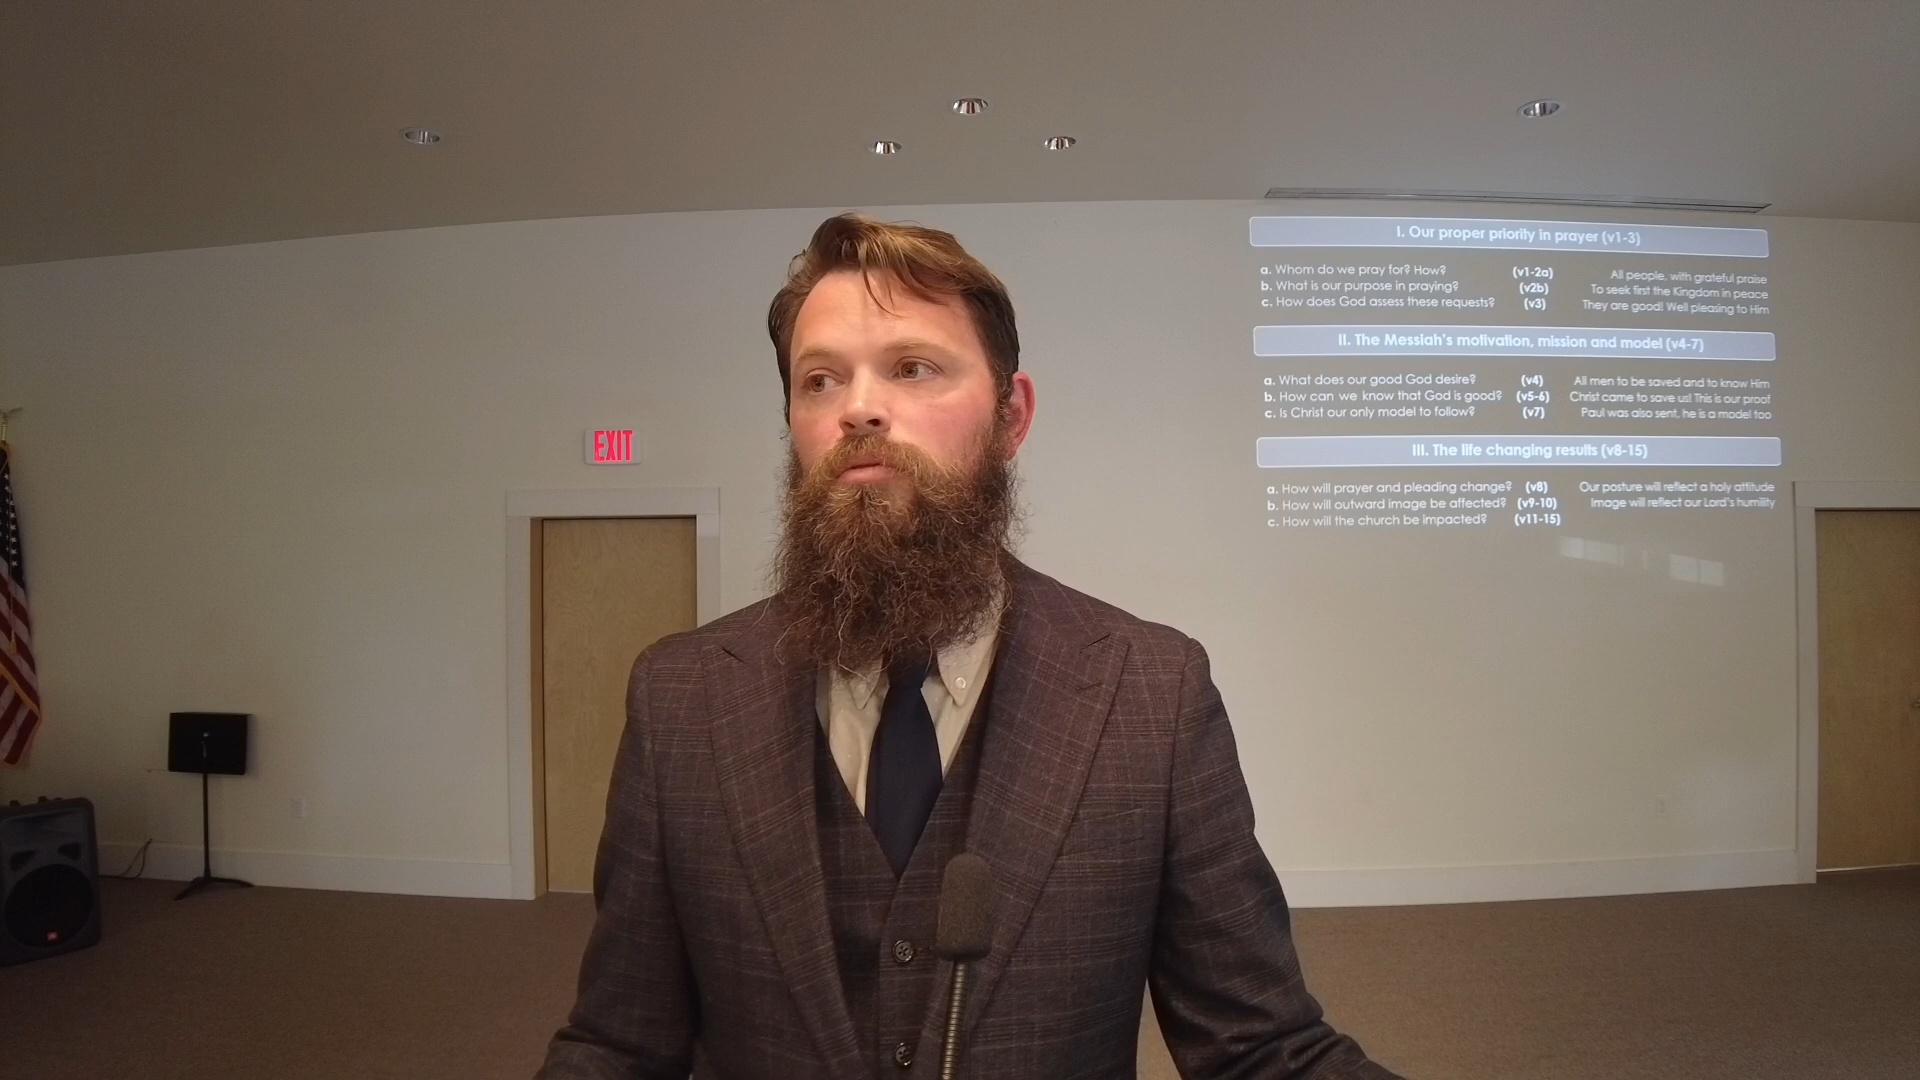 EXIT
I. Our proper priority in prayer (v1-3)
a. Whom do we pray for? How? (v1-2a) All people, with grateful praise
b. What is our purpose in praying? (v2b) To seek first the Kingdom in peace
c. How does God assess these requests? (v3) They are good! Well pleasing to Him
II. The Messiah's motivation, mission and model (v4-7)
a. What does our good God desire? (v4) All men to be saved and to know Him
b. How can we know that God is good? (v5-6) Christ came to save us! This is our proof
c. Is Christ our only model to follow? (v7) Paul was also sent, he is a model too
III. The life changing results (v8-15)
a. How will prayer and pleading change? (v8) Our posture will reflect a holy attitude
b. How will outward image be affected? (v9-10) Image will reflect our Lord's humility
c. How will the church be impacted? (v11-15)